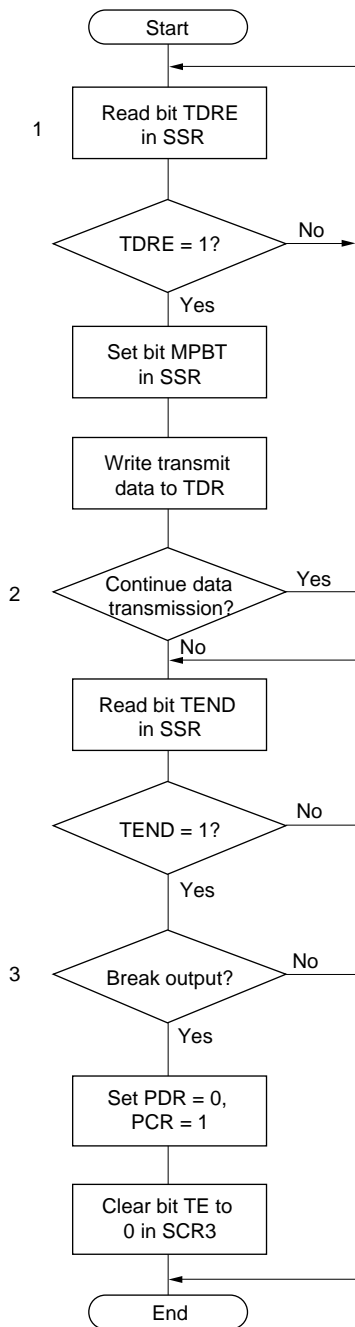 Start
1
Read bit TDRE
in SSR
TDRE = 1?
No
Yes
Set bit MPBT
in SSR
Write transmit
data to TDR
2
Continue data
transmission?
Yes
No
Read bit TEND
in SSR
TEND = 1?
No
Yes
3
Break output?
No
Yes
Set PDR = 0,
PCR = 1
Clear bit TE to
0 in SCR3
End